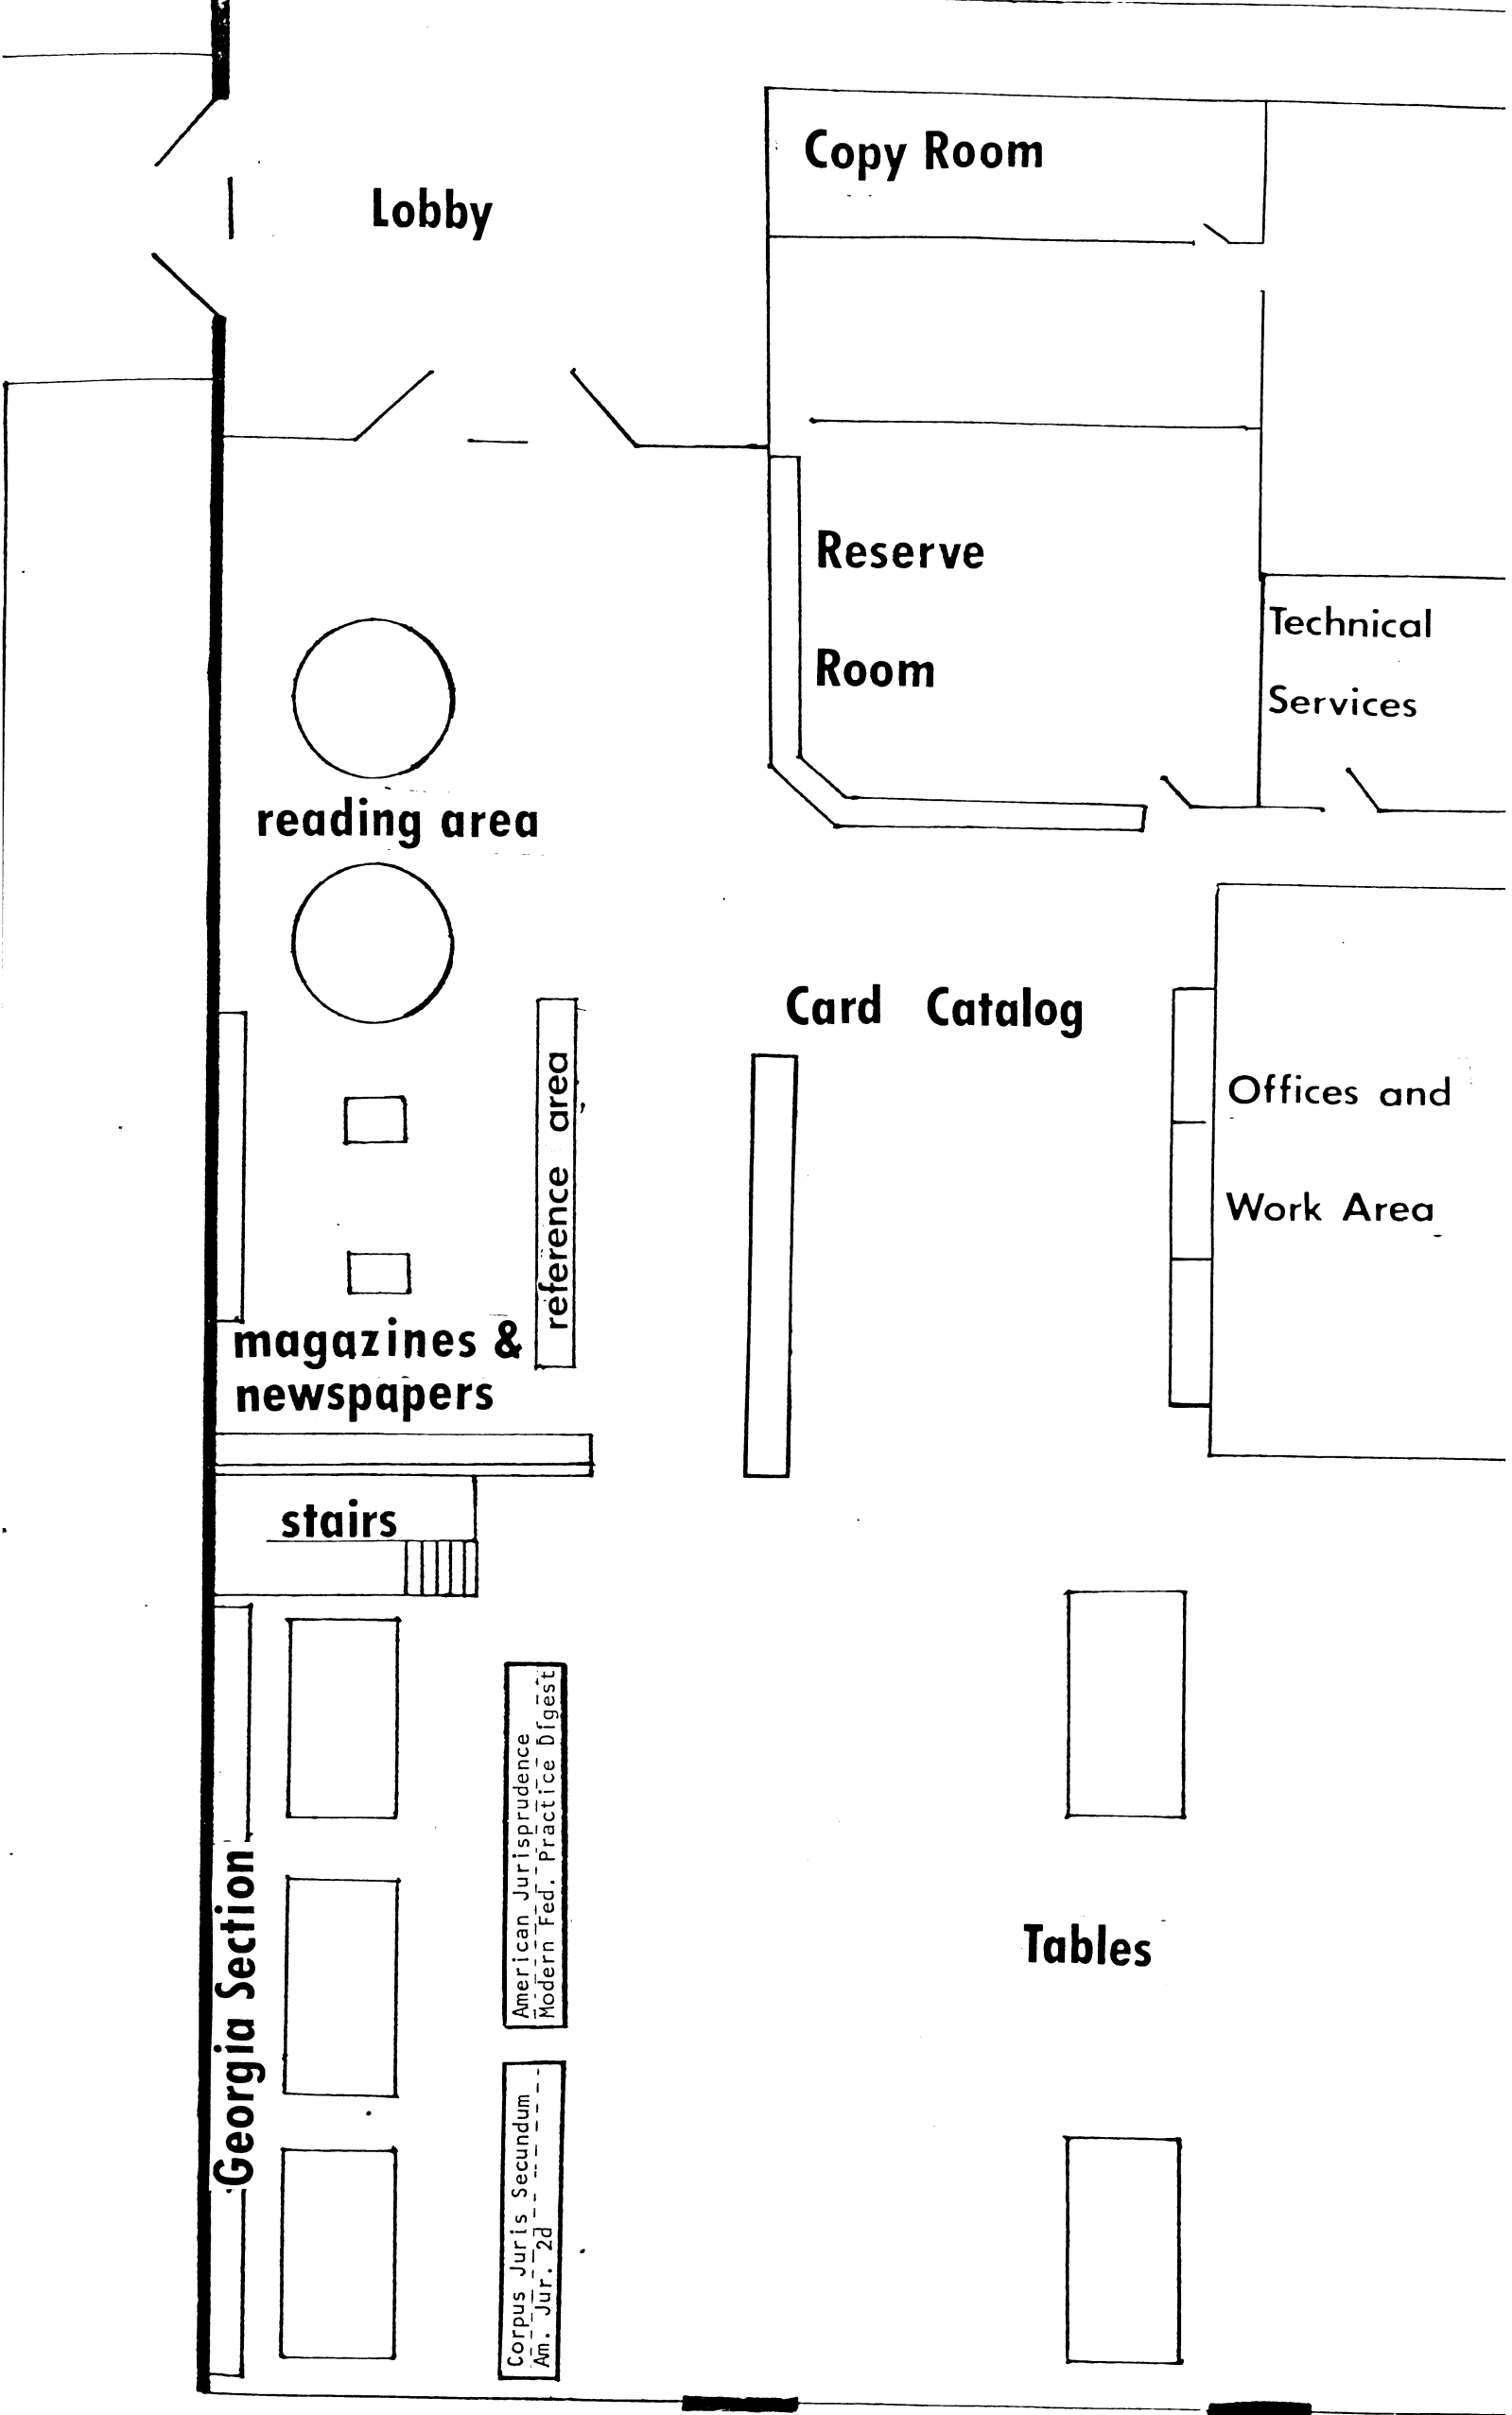 Copy Room
Lobby
Reserve
Room
Technical
Services
reading area
Card Catalog
reference area
Offices and
Work Area
magazines &
newspapers
stairs
American Jurisprudence
Modern Fed. Practice Digest
Georgia Section
Tables
Corpus Juris Secundum
Am. Jur. 2d